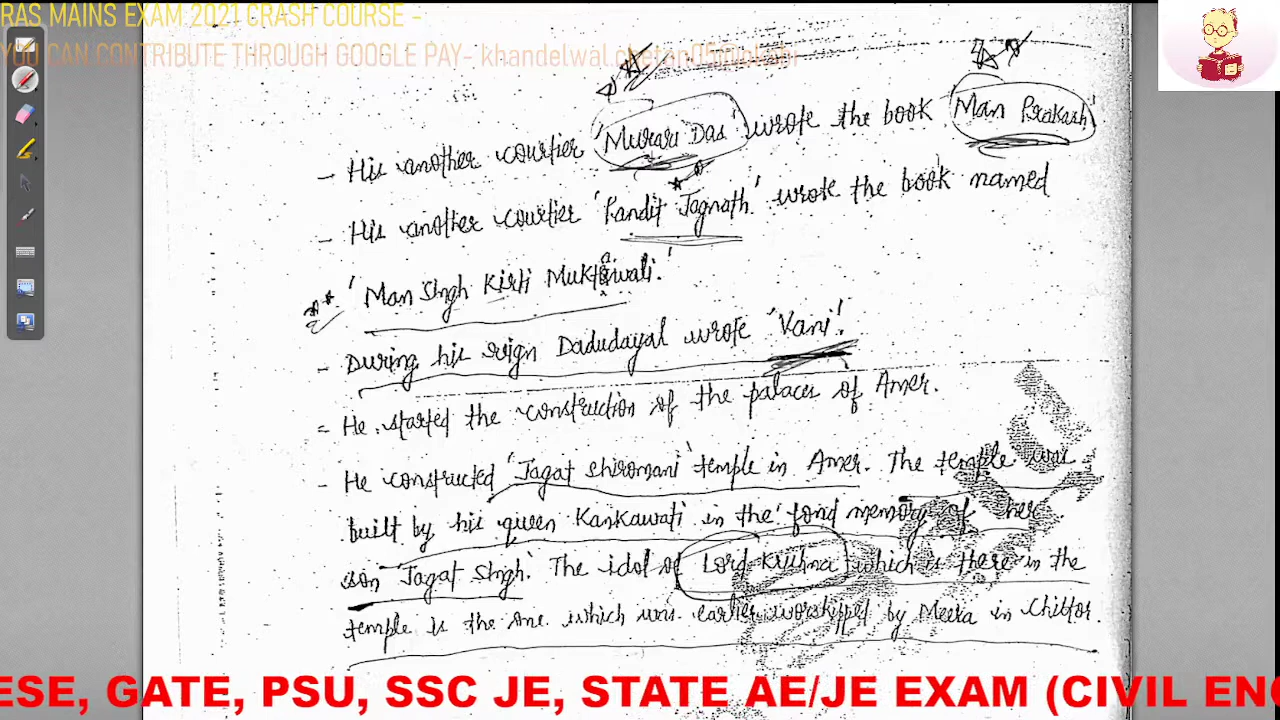 RAS MAINS EXAM 2021 CRASH COURSE -
YOU CAN CONTRIBUTE THROUGH GOOGLE PAY-
- His another courtier 'Murari Das' wrote the book 'Man Prakash'
- His another courtier 'Pandit Jagnath' wrote the book named
'Man Singh Kirti Muktawali.'
- During his reign Dadudayal wrote 'Vani'.
= He started the construction of the palaces of Amer.
- He constructed 'Jagat Shiromani' temple in Amer. The temple was
built by his queen Kankawati in the fond memory of her
son Jagat Singh. The idol of Lord Krishna which is there in the
temple is the one which was earlier worshipped by Meera in Chittor.
ESE, GATE, PSU, SSC JE, STATE AE/JE EXAM (CIVIL ENG